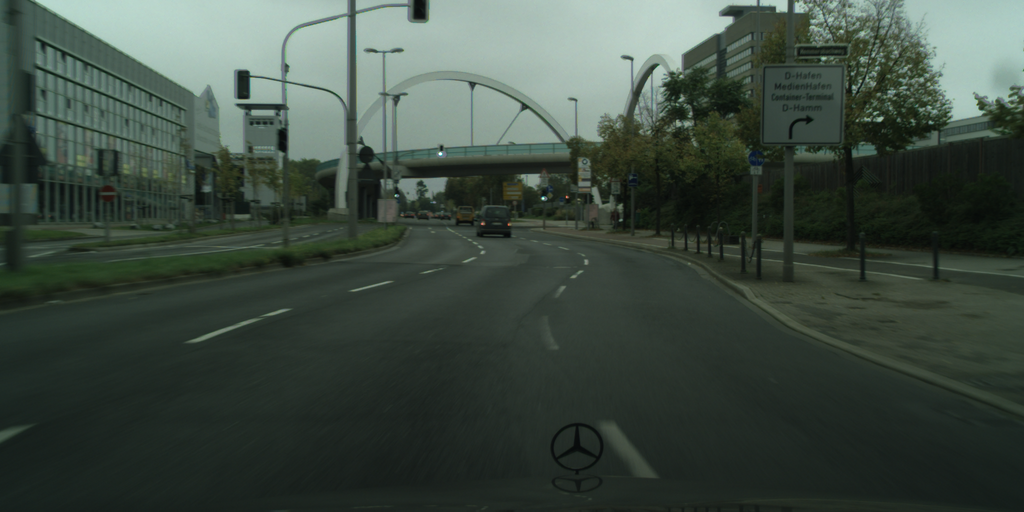 D-Hafen
MedienHafen
Container-Terminal
D-Hamm